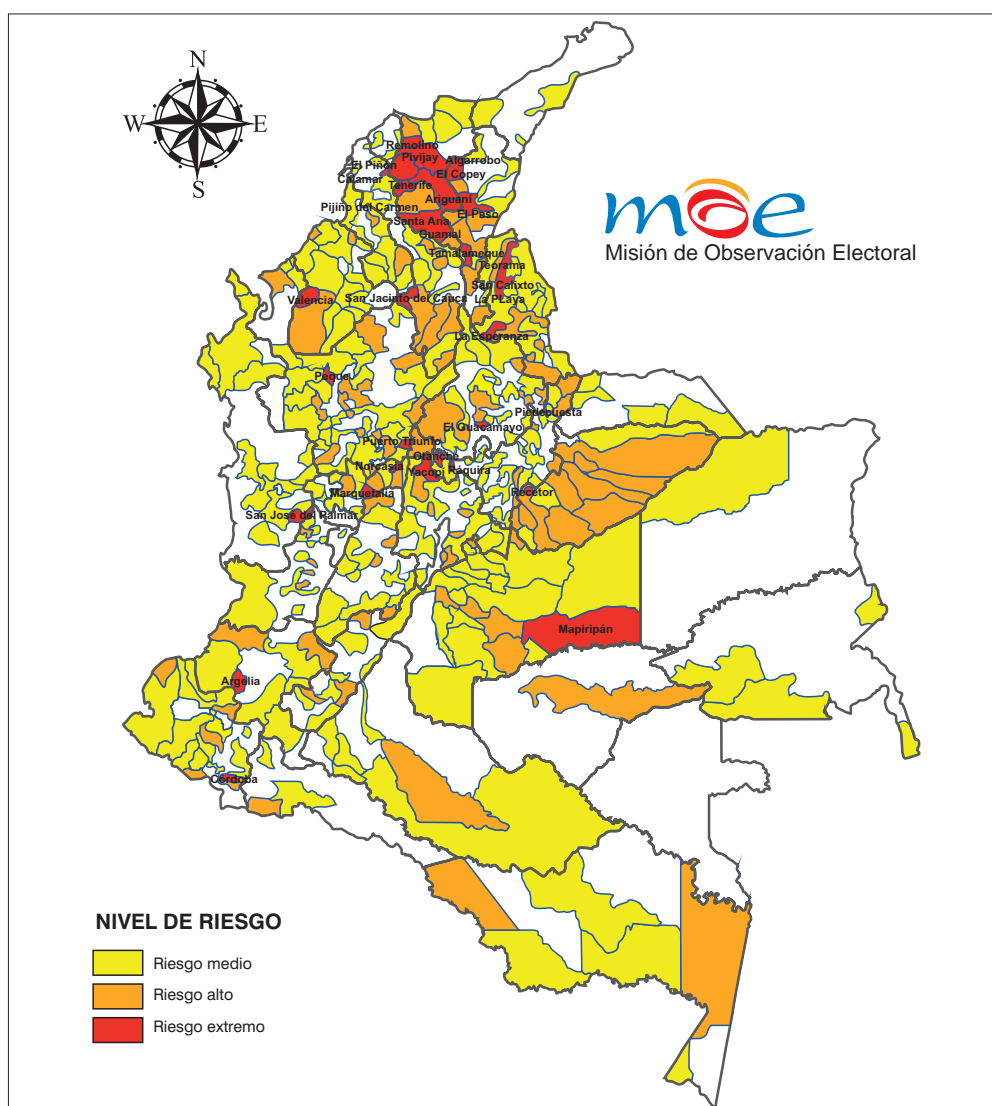 N
W
E
S
Remolino
Pivijay
El Piñón
Algarrobo
El Copey
Calamar
Tenerife
Ariguaní
Pijiño del Carmen
El Paso
Santa Ana
Guamal
Tamalameque
Teorama
San Calixto
Valencia
San Jacinto del Cauca
La PLaya
La Esperanza
Peque
Piedecuesta
El Guacamayo
Puerto Triunfo
Otanche
Norcasia
Yacopí
Ráquira
Marquetalia
Recetor
San José del Palmar
Mapiripán
Argelia
Córdoba
moe
Misión de Observación Electoral
NIVEL DE RIESGO
Riesgo medio
Riesgo alto
Riesgo extremo